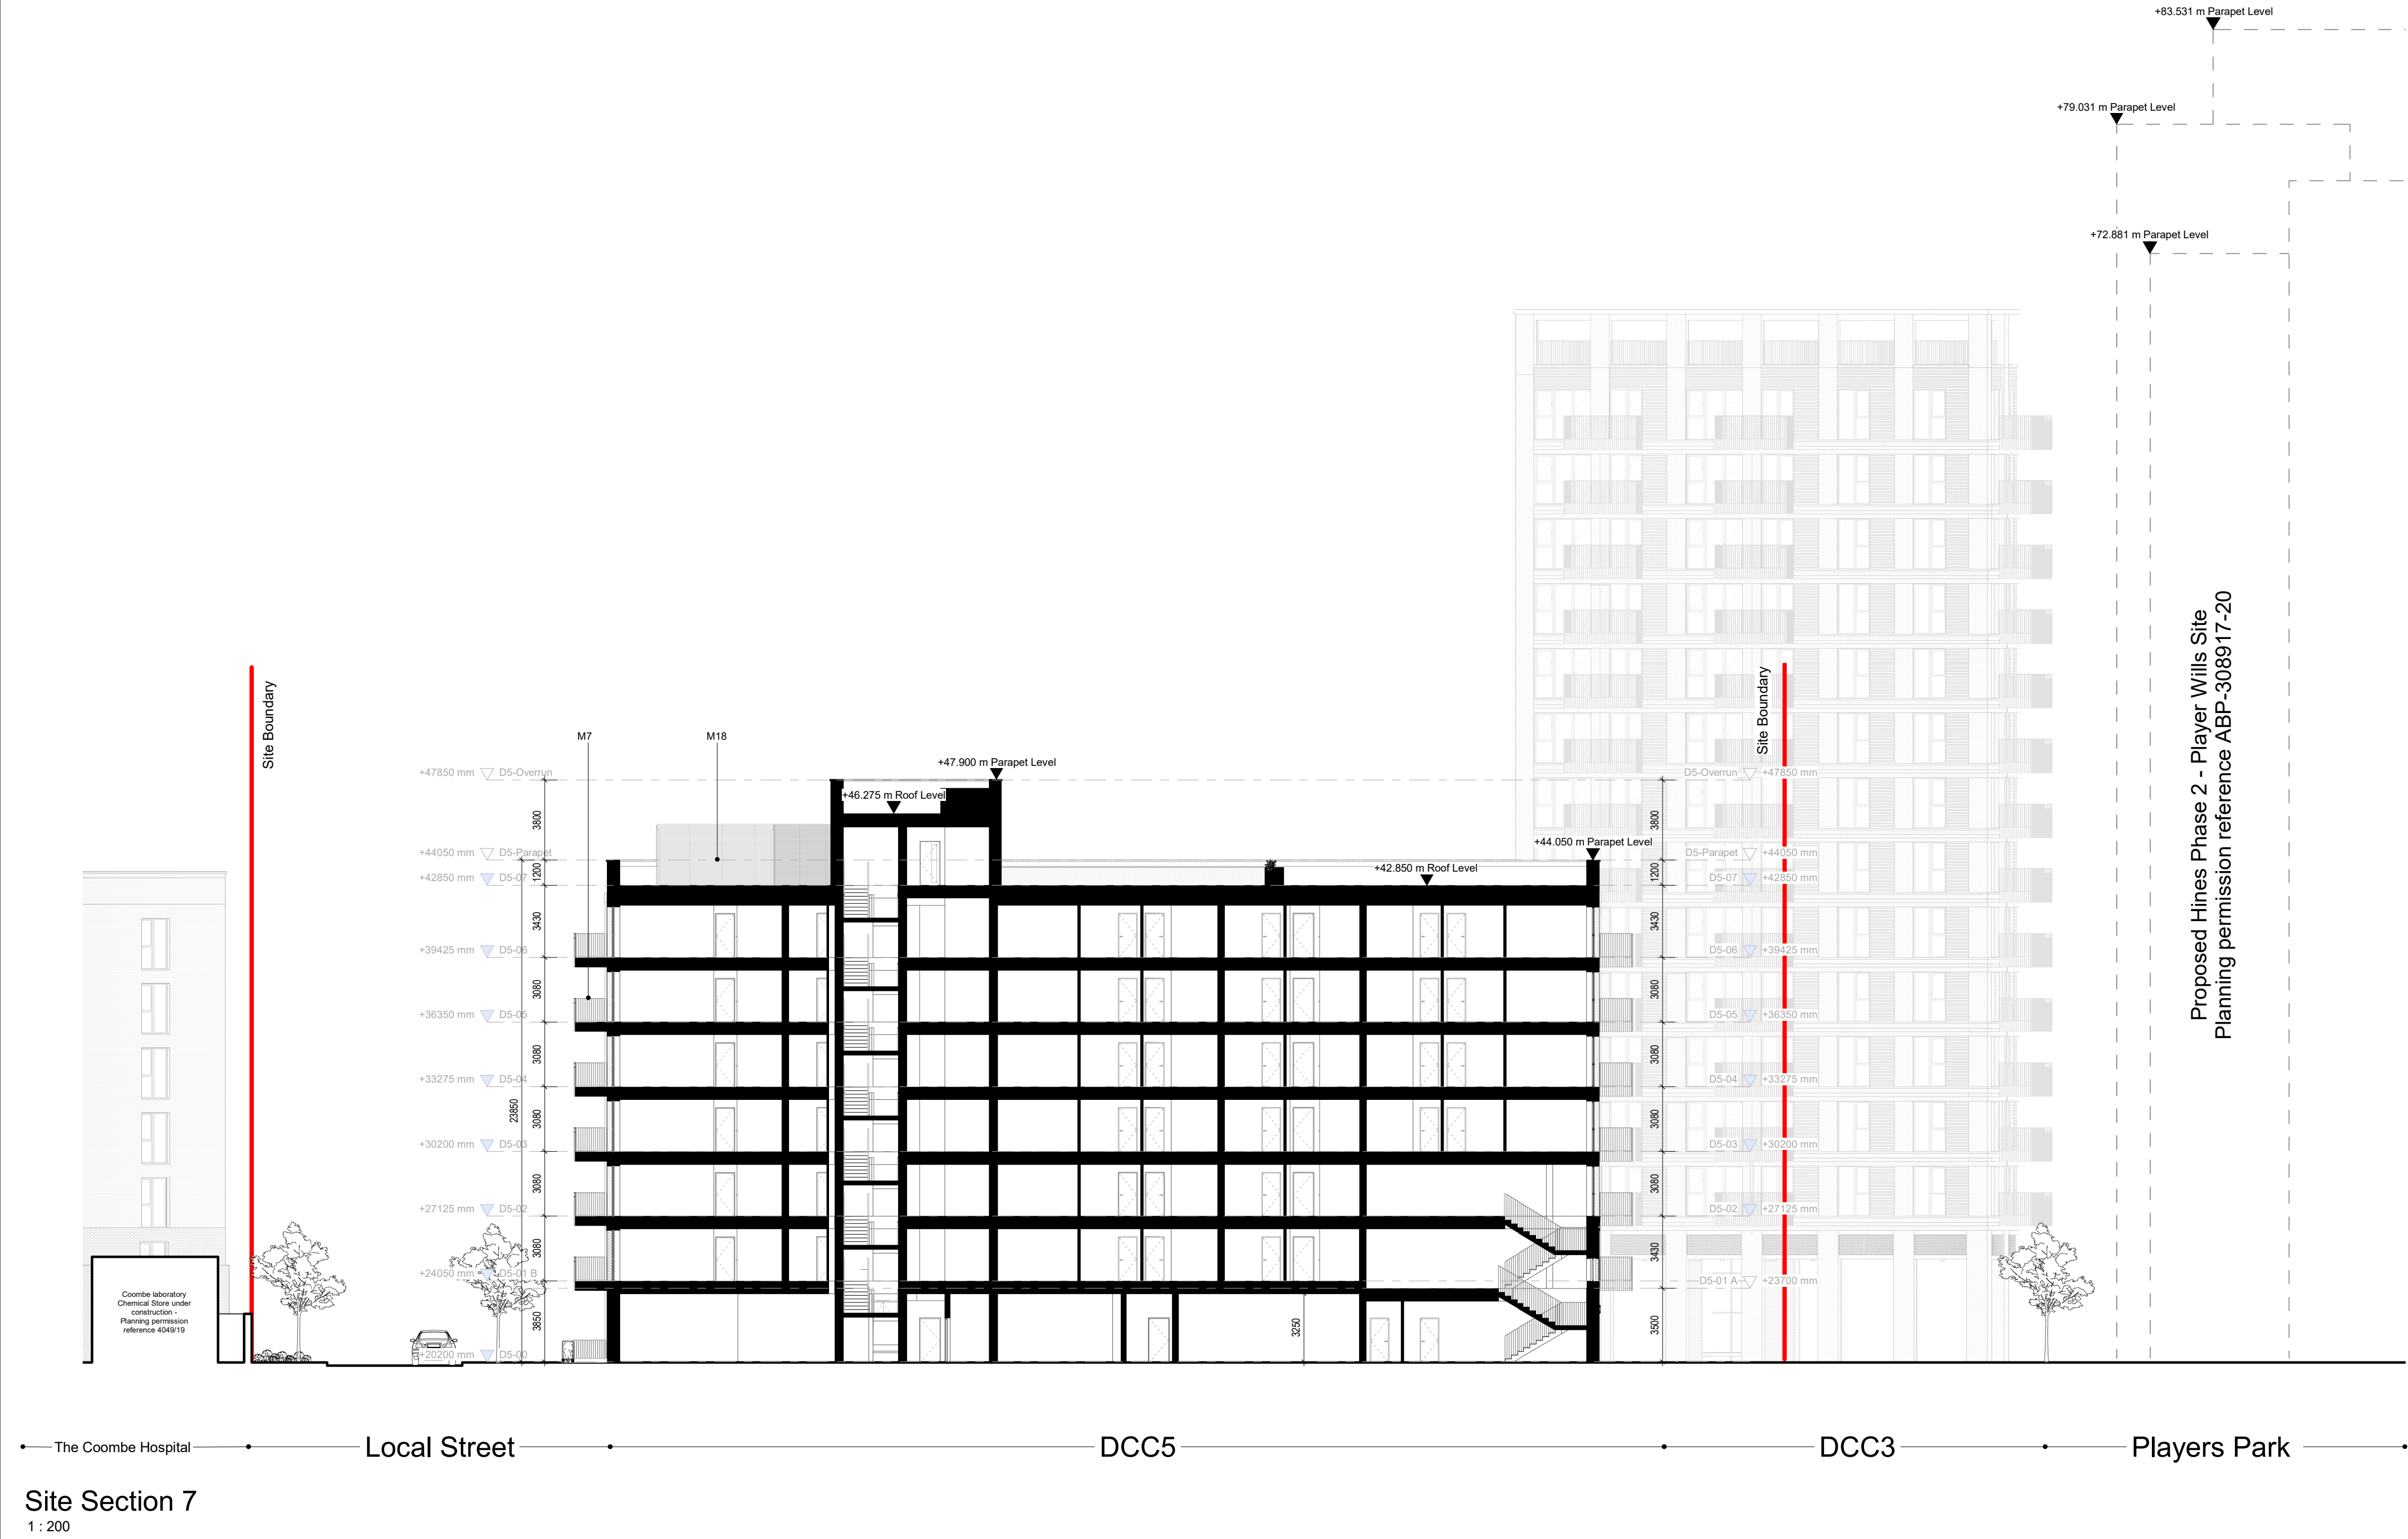 +83.531 m Parapet Level
+79.031 m Parapet Level
+72.881 m Parapet Level
Proposed Hines Phase 2 - Player Wills Site
Planning permission reference ABP-308917-20
Site Boundary
Site Boundary
M7
M18
+47.900 m Parapet Level
+46.275 m Roof Level
+44.050 m Parapet Level
+42.850 m Roof Level
+47850 mm D5-Overrun
+44050 mm D5-Parapet
+42850 mm D5-07
+39425 mm D5-06
+36350 mm D5-05
+33275 mm D5-04
+30200 mm D5-03
+27125 mm D5-02
+24050 mm D5-01 B
+20200 mm D5-00
3800
1200
3430
3080
3080
3080
3080
3080
3850
23850
3250
D5-Overrun +47850 mm
D5-Parapet +44050 mm
D5-07 +42850 mm
D5-06 +39425 mm
D5-05 +36350 mm
D5-04 +33275 mm
D5-03 +30200 mm
D5-02 +27125 mm
D5-01 A +23700 mm
3800
1200
3430
3080
3080
3080
3080
3430
3500
Coombe laboratory
Chemical Store under
construction -
Planning permission
reference 4049/19
The Coombe Hospital
Local Street
DCC5
DCC3
Players Park
Site Section 7
1 : 200